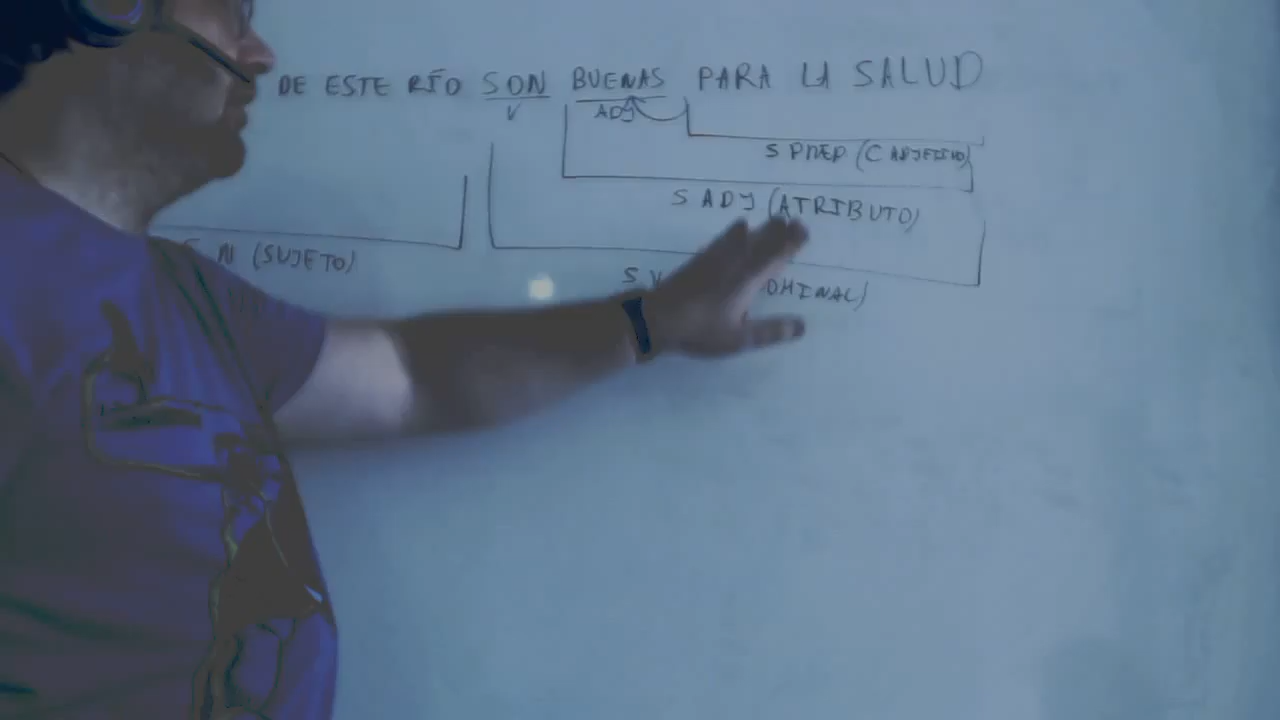 DE ESTE RÍO SON BUENAS PARA LA SALUD
V ADJ
S PREP (C ADJETIVO)
S ADJ (ATRIBUTO)
N (SUJETO)
S V